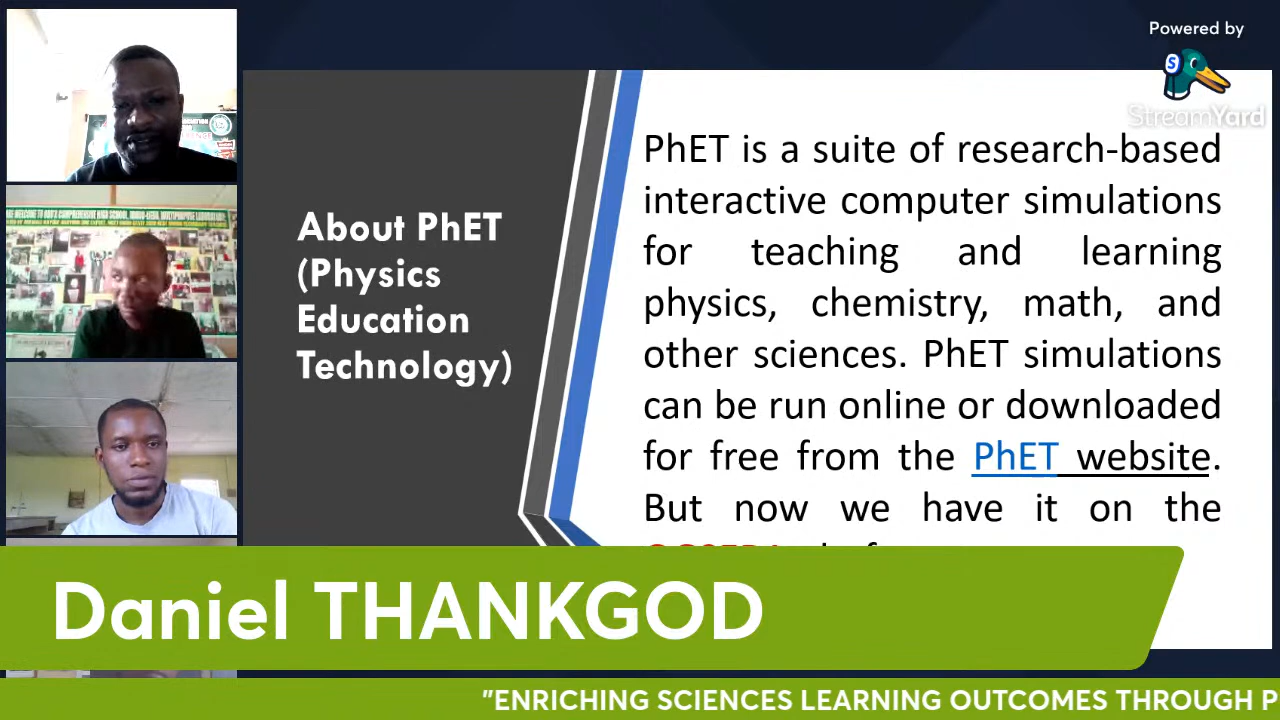 Powered by
StreamYard
About PhET
(Physics
Education
Technology)
PhET is a suite of research-based
interactive computer simulations
for teaching and learning
physics, chemistry, math, and
other sciences. PhET simulations
can be run online or downloaded
for free from the PhET website.
But now we have it on the
Daniel THANKGOD
"ENRICHING SCIENCES LEARNING OUTCOMES THROUGH P